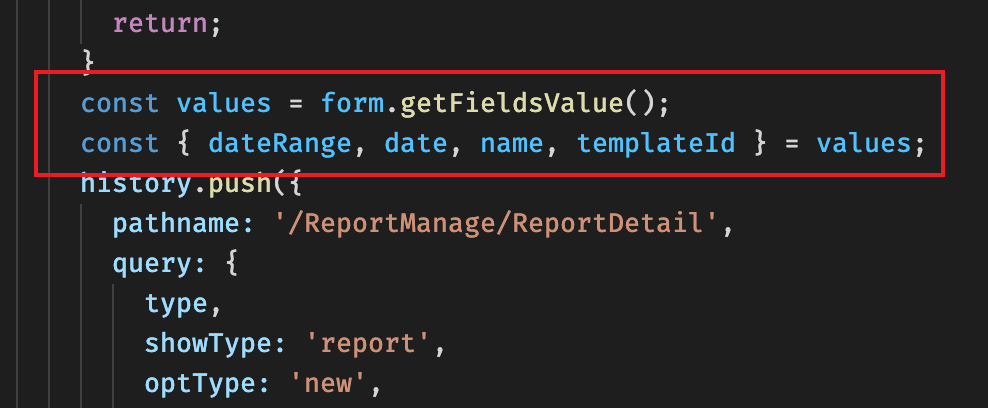 return;
}
const values = form.getFieldsValue();
const { dateRange, date, name, templateId } = values;
history.push({
pathname: '/ReportManage/ReportDetail',
query: {
type,
showType: 'report',
optType: 'new',